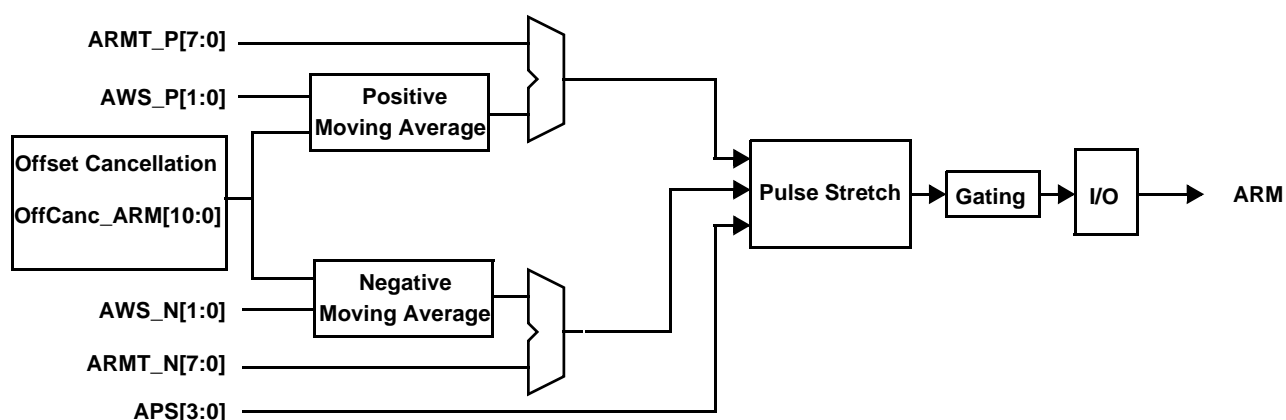 ARMT_P[7:0]
AWS_P[1:0]
Positive
Moving Average
Offset Cancellation
OffCanc_ARM[10:0]
Pulse Stretch
Gating
I/O
ARM
Negative
Moving Average
AWS_N[1:0]
ARMT_N[7:0]
APS[3:0]